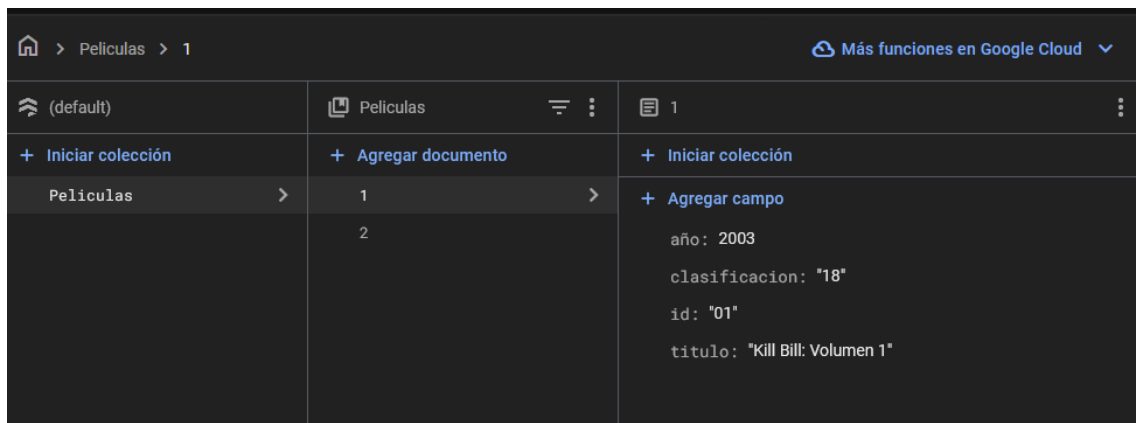 Peliculas > 1
Más funciones en Google Cloud
(default)
Peliculas
1
+ Iniciar colección
+ Agregar documento
+ Iniciar colección
Peliculas
1
+ Agregar campo
2
año: 2003
clasificacion: "18"
id: "01"
titulo: "Kill Bill: Volumen 1"